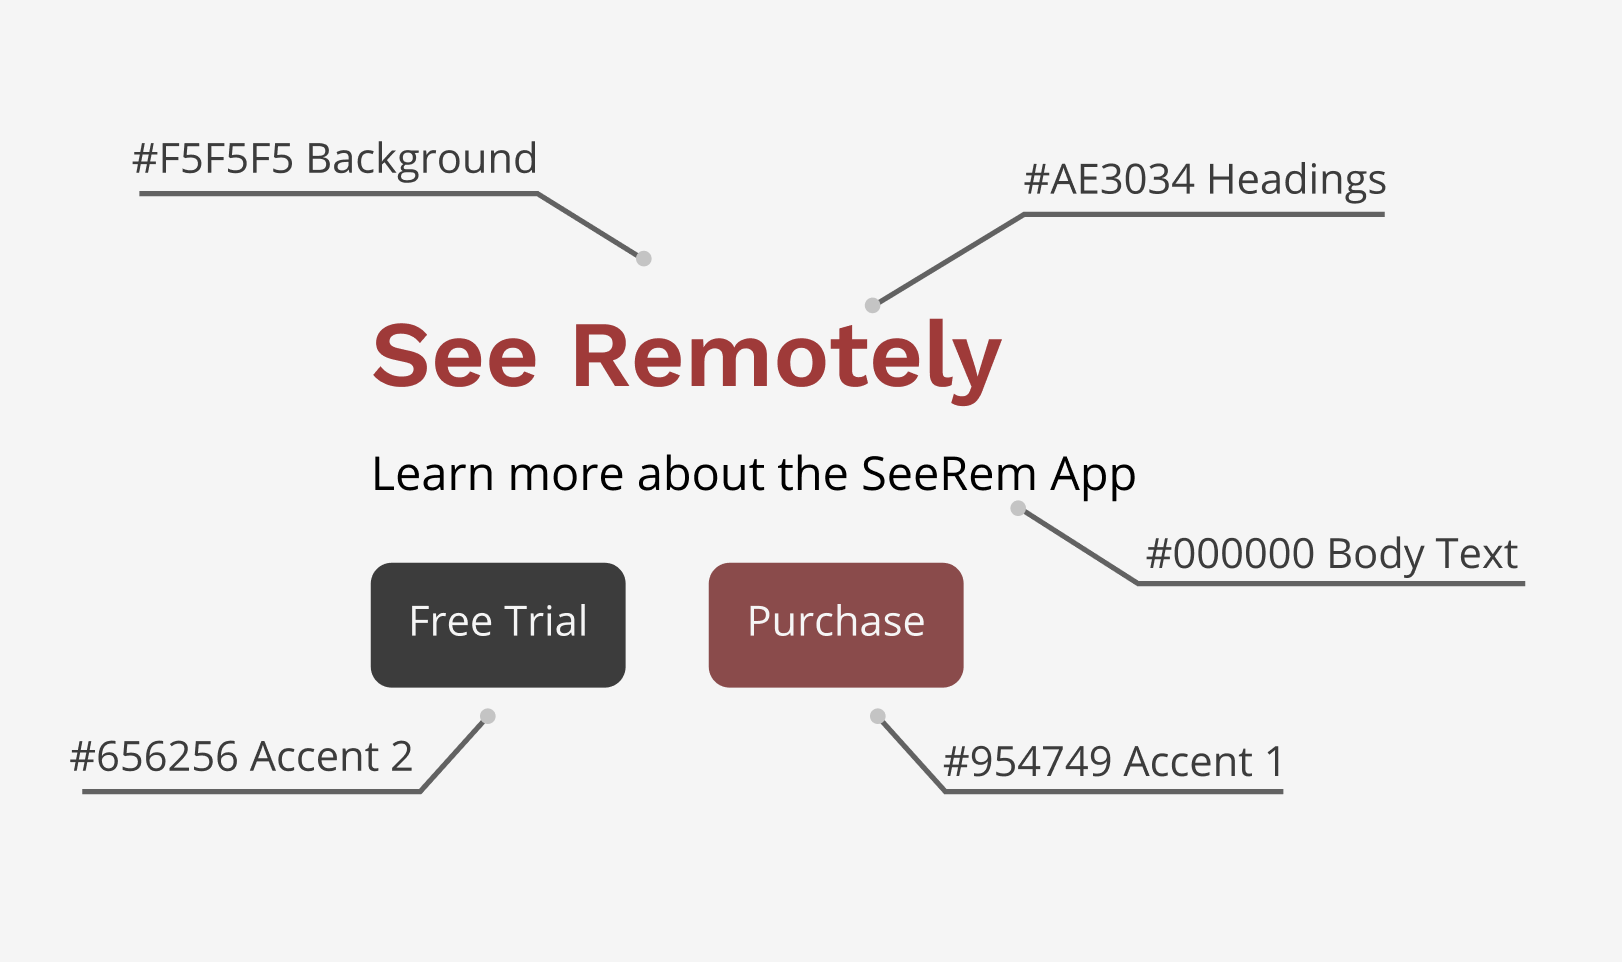 #F5F5F5 Background
#AE3034 Headings
See Remotely
Learn more about the SeeRem App
#000000 Body Text
Free Trial
Purchase
#656256 Accent 2
#954749 Accent 1